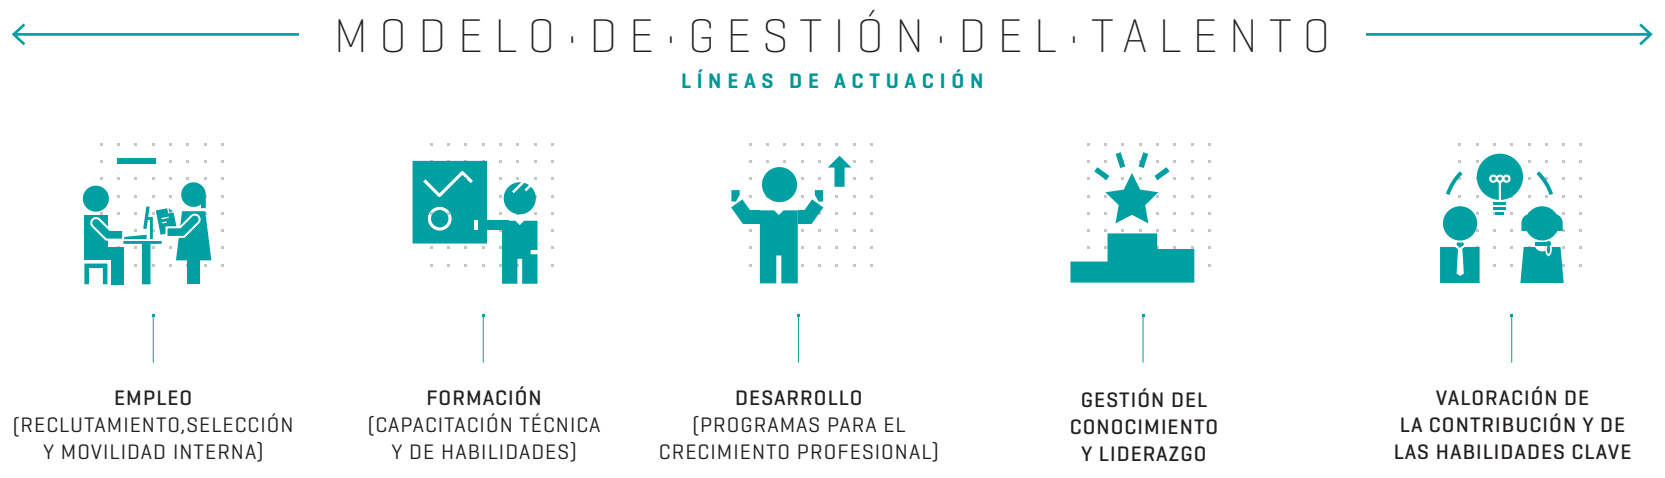 MODELO DE GESTIÓN DEL TALENTO
LÍNEAS DE ACTUACIÓN
EMPLEO
(RECLUTAMIENTO,SELECCIÓN
Y MOVILIDAD INTERNA)
FORMACIÓN
(CAPACITACIÓN TÉCNICA
Y DE HABILIDADES)
DESARROLLO
(PROGRAMAS PARA EL
CRECIMIENTO PROFESIONAL)
GESTIÓN DEL
CONOCIMIENTO
Y LIDERAZGO
VALORACIÓN DE
LA CONTRIBUCIÓN Y DE
LAS HABILIDADES CLAVE